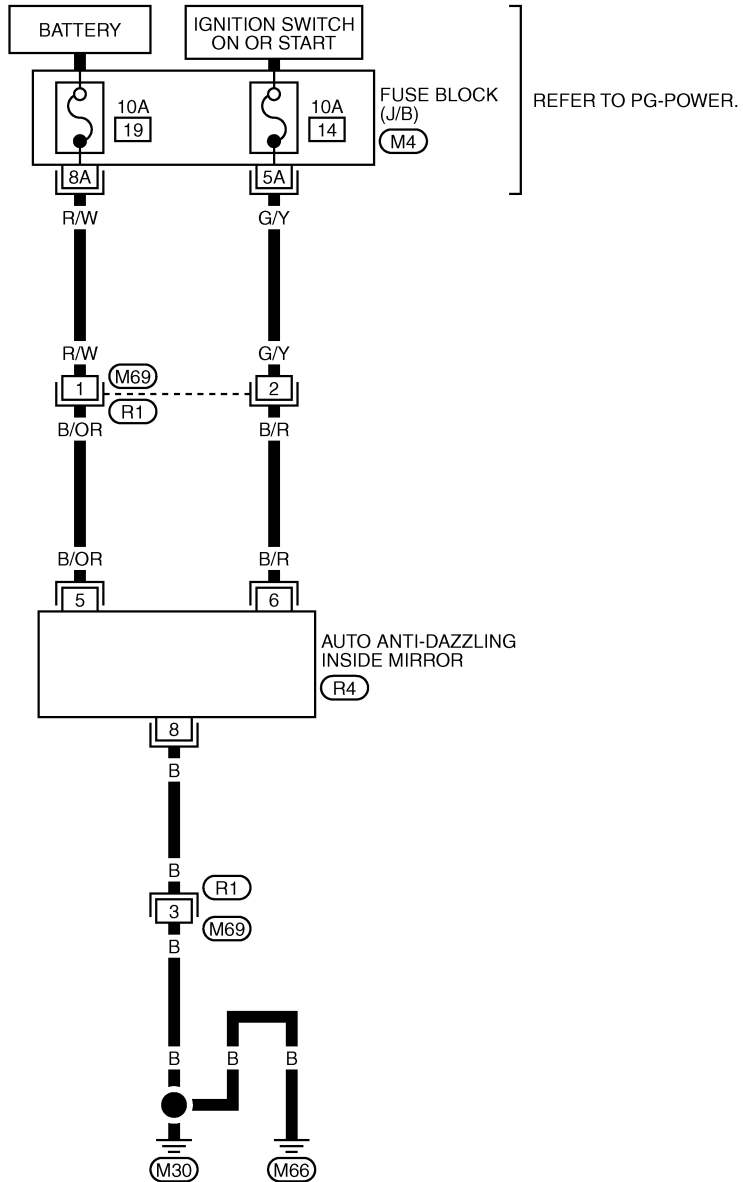 BATTERY
IGNITION SWITCH
ON OR START
10A
19
10A
14
FUSE BLOCK
(J/B)
M4
REFER TO PG-POWER.
8A
5A
R/W
G/Y
R/W
G/Y
1
M69
2
R1
B/OR
B/R
B/OR
B/R
5
6
AUTO ANTI-DAZZLING
INSIDE MIRROR
R4
8
B
B
R1
3
M69
B
B
B
B
M30
M66